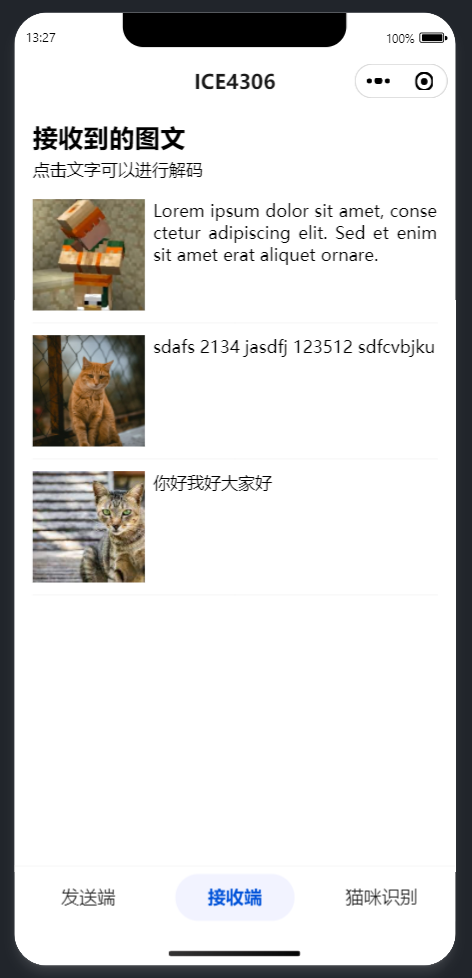 13:27
100%
ICE4306
接收到的图文
点击文字可以进行解码
Lorem ipsum dolor sit amet, conse
ctetur adipiscing elit. Sed et enim
sit amet erat aliquet ornare.
sdafs 2134 jasdfj 123512 sdfcvbjku
你好我好大家好
发送端
接收端
猫咪识别